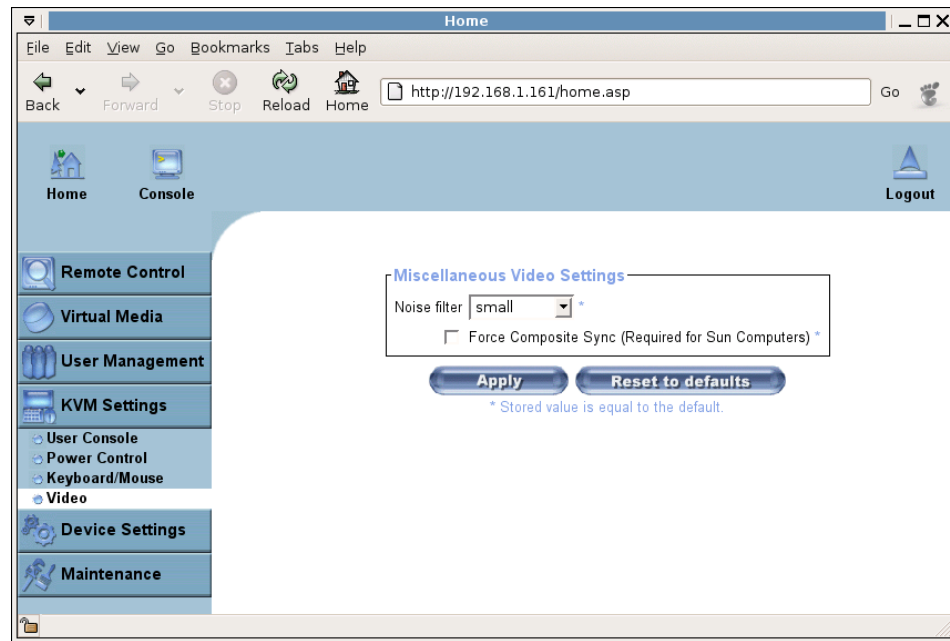 Home
File Edit View Go Bookmarks Tabs Help
Back Forward Stop Reload Home http://192.168.1.161/home.asp Go
Home Console Logout
Remote Control
Virtual Media
User Management
KVM Settings
User Console
Power Control
Keyboard/Mouse
Video
Device Settings
Maintenance
Miscellaneous Video Settings
Noise filter small *
Force Composite Sync (Required for Sun Computers) *
Apply Reset to defaults
* Stored value is equal to the default.